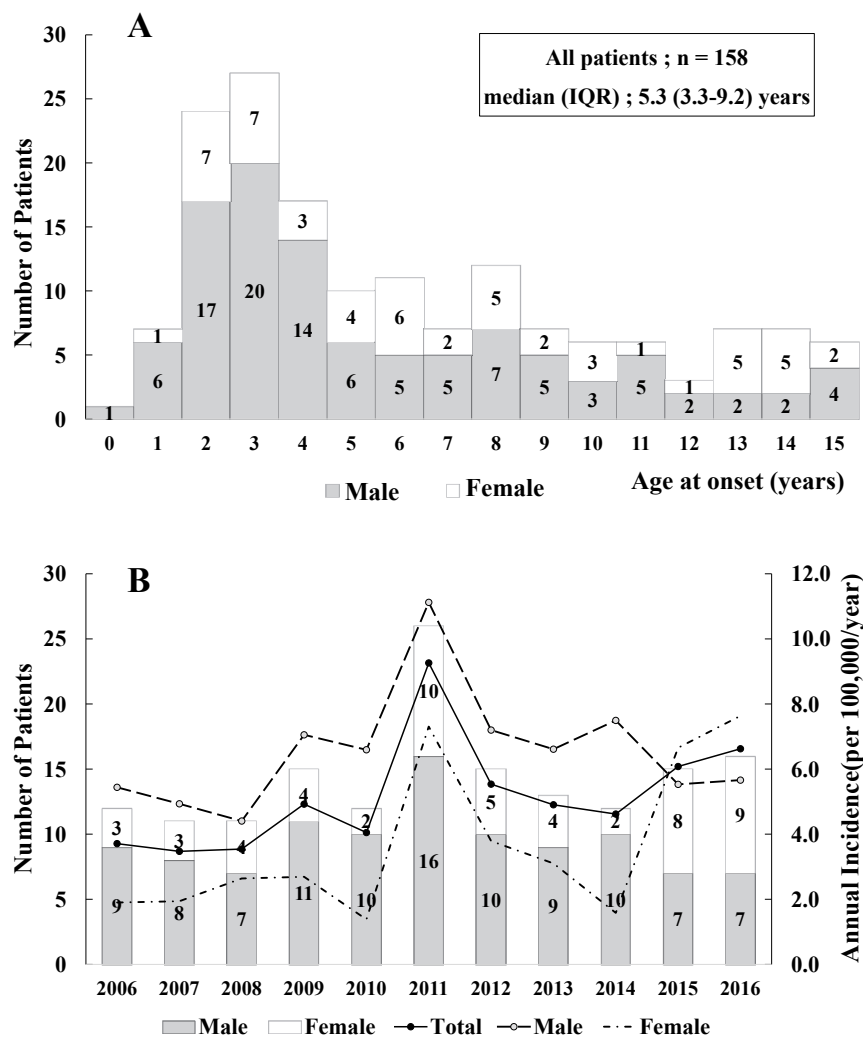 A
30
25
20
15
10
5
0
Number of Patients
All patients ; n = 158
median (IQR) ; 5.3 (3.3-9.2) years
7 7
3
1 17 20 14 4 6 2 5 2 3 1 1 5 5 2
1 6 6 5 5 7 5 3 5 2 2 2 4
0 1 2 3 4 5 6 7 8 9 10 11 12 13 14 15
Male Female Age at onset (years)
B
30
25
20
15
10
5
0
Number of Patients
12.0
10.0
8.0
6.0
4.0
2.0
0.0
Annual Incidence(per 100,000/year)
3 3 4 4 2 10 5 4 2 8 9
9 8 7 11 10 16 10 9 10 7 7
2006 2007 2008 2009 2010 2011 2012 2013 2014 2015 2016
Male Female Total Male Female